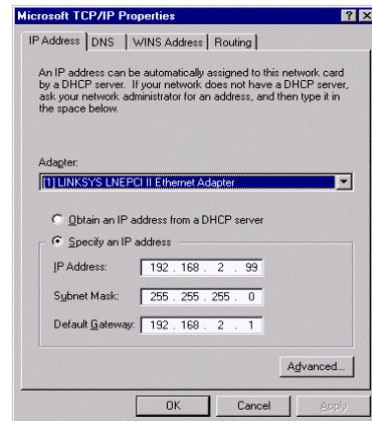 Microsoft TCP/IP Properties
IP Address DNS WINS Address Routing
An IP address can be automatically assigned to this network card
by a DHCP server. If your network does not have a DHCP server,
ask your network administrator for an address, and then type it in
the space below.
Adapter:
[1] LINKSYS LNEPCI II Ethernet Adapter
Obtain an IP address from a DHCP server
Specify an IP address
IP Address: 192 . 168 . 2 . 99
Subnet Mask: 255 . 255 . 255 . 0
Default Gateway: 192 . 168 . 2 . 1
Advanced...
OK Cancel Apply